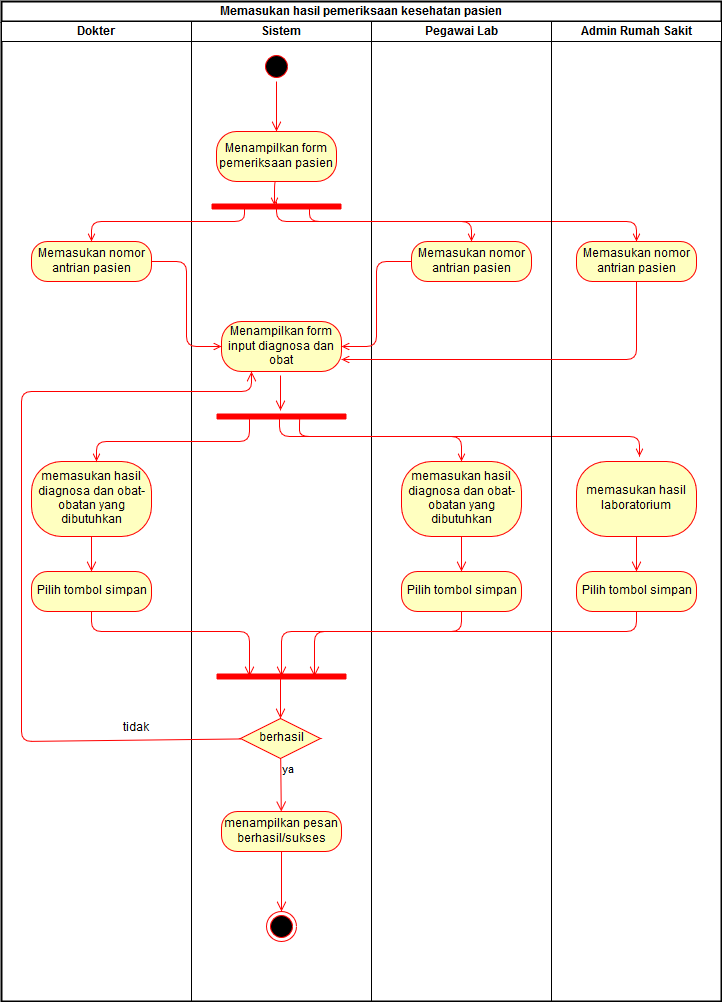 Memasukan hasil pemeriksaan kesehatan pasien
Dokter
Sistem
Pegawai Lab
Admin Rumah Sakit
Menampilkan form
pemeriksaan pasien
Memasukan nomor
antrian pasien
Memasukan nomor
antrian pasien
Memasukan nomor
antrian pasien
Menampilkan form
input diagnosa dan
obat
memasukan hasil
diagnosa dan obat-
obatan yang
dibutuhkan
memasukan hasil
diagnosa dan obat-
obatan yang
dibutuhkan
memasukan hasil
laboratorium
Pilih tombol simpan
Pilih tombol simpan
Pilih tombol simpan
tidak
berhasil
ya
menampilkan pesan
berhasil/sukses